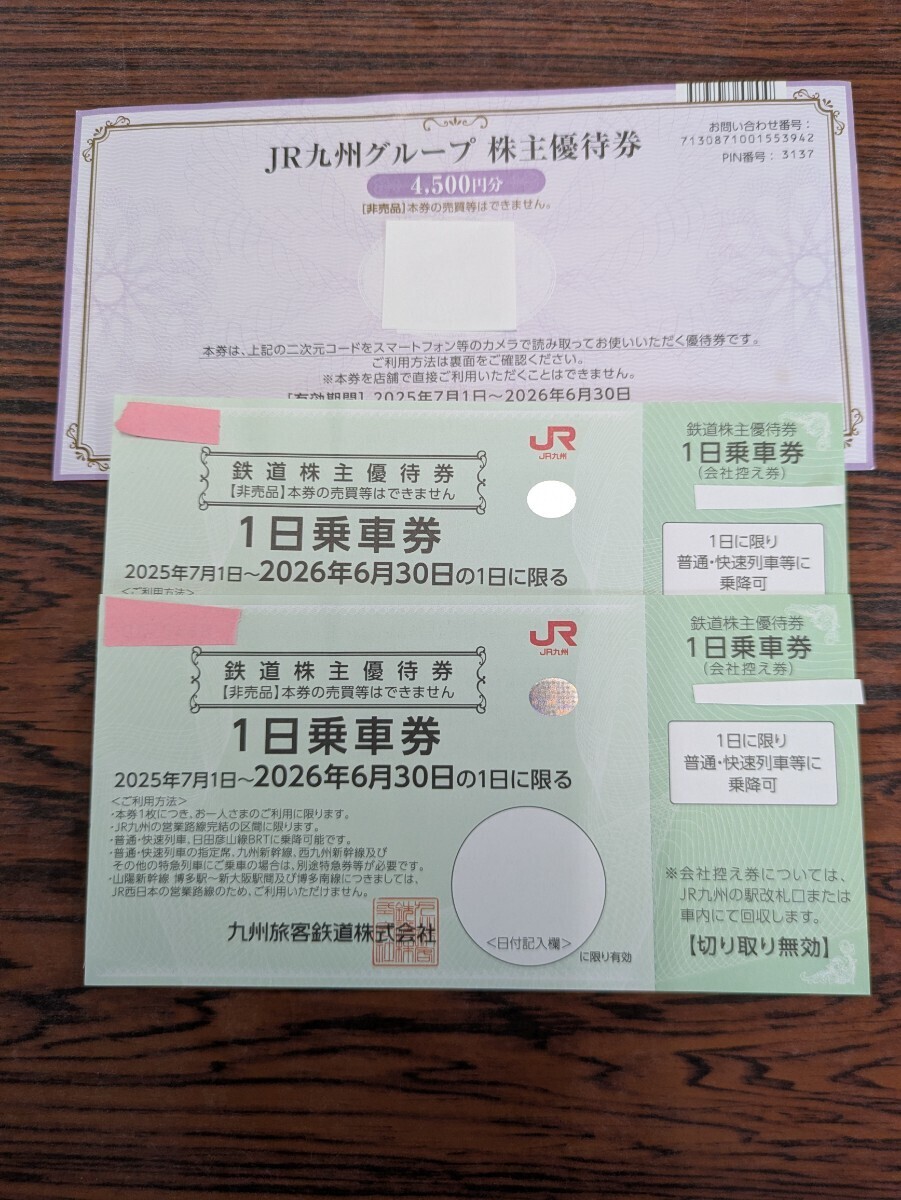 お問い合わせ番号：
7130871001553942
PIN番号：3137
JR九州グループ 株主優待券
4,500円分
【非売品】本券の売買等はできません。
本券は、上記の二次元コードをスマートフォン等のカメラで読み取ってお使いいただく優待券です。
ご利用方法は裏面をご確認ください。
※本券を店舗で直接ご利用いただくことはできません。
[有効期間] 2025年7月1日～2026年6月30日
JR
JR九州
鉄道株主優待券
【非売品】本券の売買等はできません
1日乗車券
2025年7月1日～2026年6月30日の1日に限る
＜ご利用方法＞
鉄道株主優待券
1日乗車券
(会社控え券)
1日に限り
普通・快速列車等に
乗降可
JR
JR九州
鉄道株主優待券
【非売品】本券の売買等はできません
1日乗車券
2025年7月1日～2026年6月30日の1日に限る
＜ご利用方法＞
・本券1枚につき、お一人さまのご利用に限ります。
・JR九州の営業路線完結の区間に限ります。
・普通・快速列車、日田彦山線BRTに乗降可能です。
・普通・快速列車の指定席、九州新幹線、西九州新幹線及び
その他の特急列車にご乗車の場合は、別途特急券等が必要です。
・山陽新幹線 博多駅～新大阪駅間及び博多南線につきましては、
JR西日本の営業路線のため、ご利用いただけません。
九州旅客鉄道株式会社
＜日付記入欄＞
に限り有効
鉄道株主優待券
1日乗車券
(会社控え券)
1日に限り
普通・快速列車等に
乗降可
※会社控え券については、
JR九州の駅改札口または
車内にて回収します。
【切り取り無効】